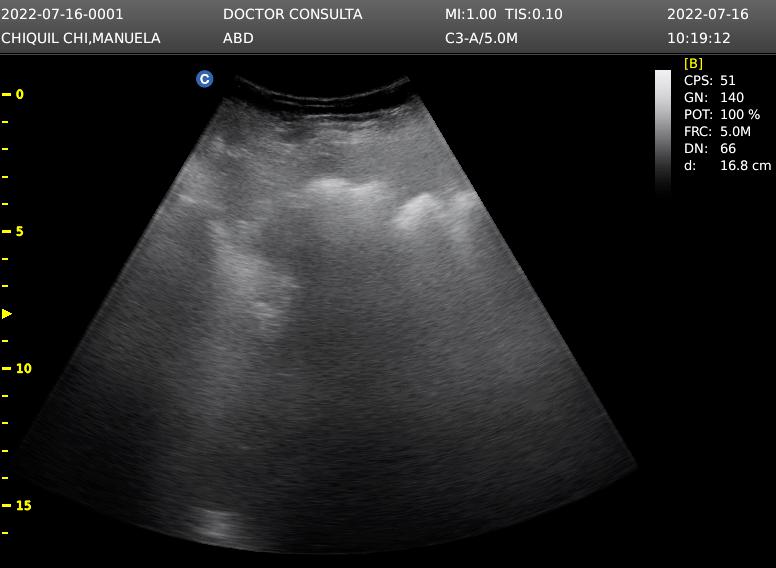 2022-07-16-0001 DOCTOR CONSULTA MI:1.00 TIS:0.10 2022-07-16
CHIQUIL CHI,MANUELA ABD C3-A/5.0M 10:19:12
C
[B]
CPS: 51
GN: 140
POT: 100 %
FRC: 5.0M
DN: 66
d: 16.8 cm
0
5
10
15